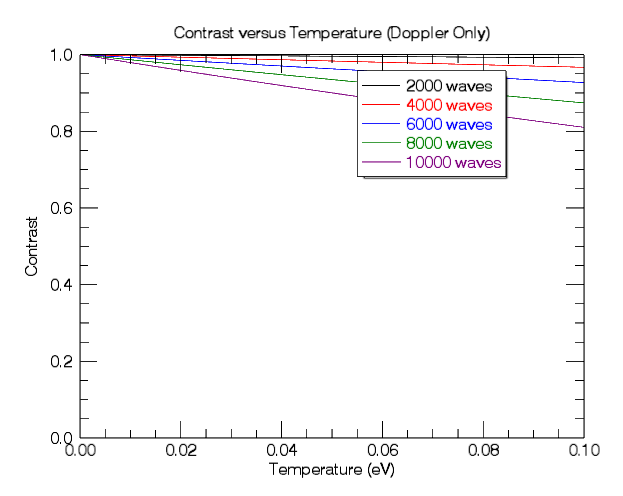 Contrast versus Temperature (Doppler Only)
1.0
0.8
0.6
0.4
0.2
0.0
Contrast
2000 waves
4000 waves
6000 waves
8000 waves
10000 waves
0.00 0.02 0.04 0.06 0.08 0.10
Temperature (eV)